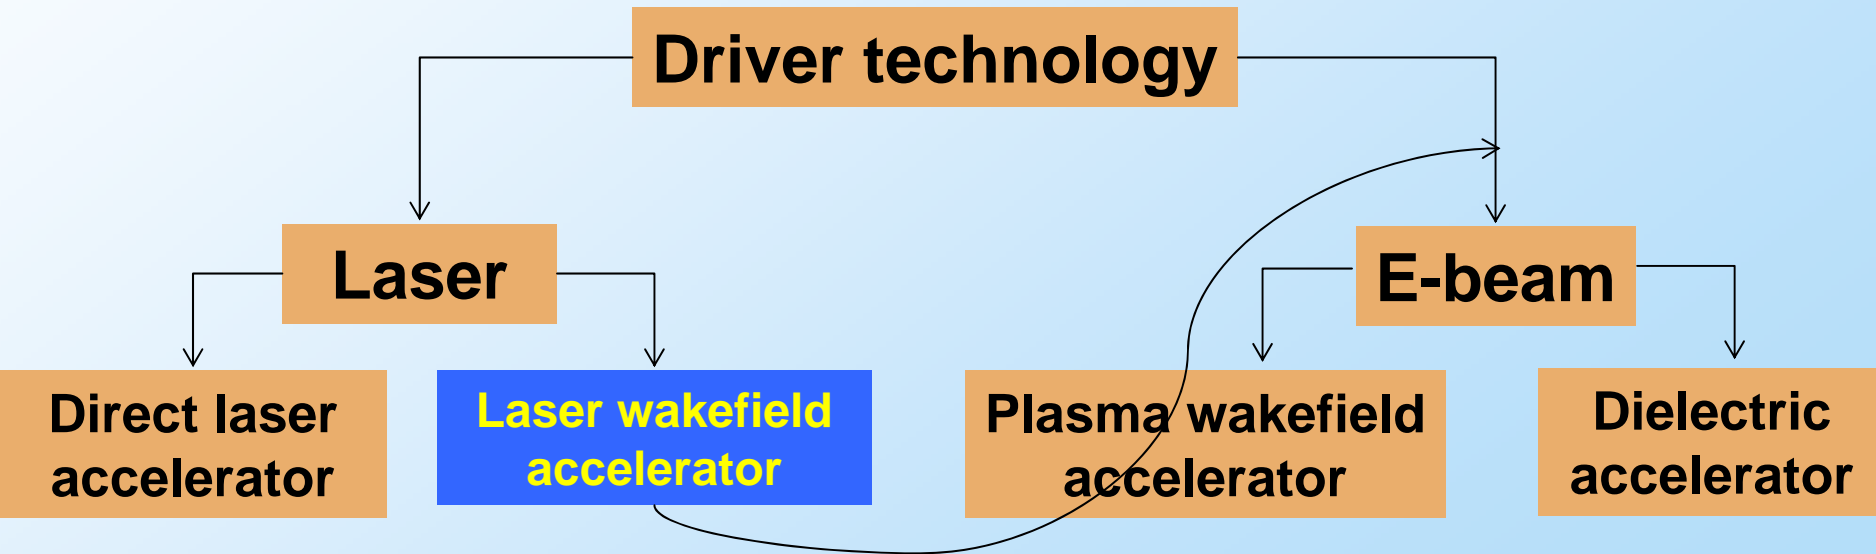 Driver technology
Laser
E-beam
Direct laser
accelerator
Laser wakefield
accelerator
Plasma wakefield
accelerator
Dielectric
accelerator